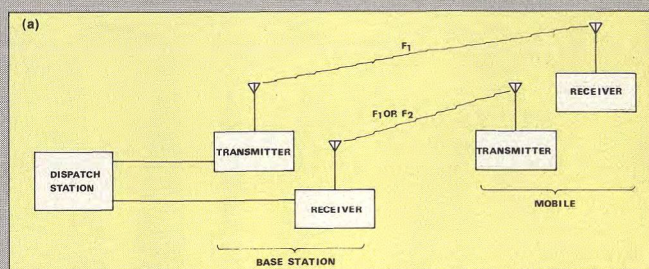 (a)
F1
RECEIVER
F1 OR F2
TRANSMITTER
TRANSMITTER
DISPATCH
STATION
RECEIVER
MOBILE
BASE STATION